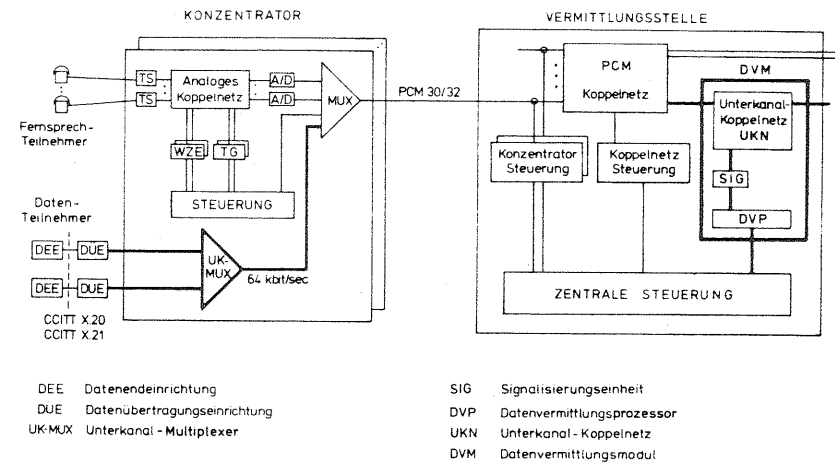 KONZENTRATOR
VERMITTLUNGSSTELLE
TS
TS
Analoges
Koppelnetz
A/D
A/D
MUX
PCM 30/32
PCM
Koppelnetz
DVM
Unterkanal-
Koppelnetz
UKN
Fernsprech-
Teilnehmer
WZE
TG
STEUERUNG
Konzentrator
Steuerung
Koppelnetz
Steuerung
SIG
DVP
Daten-
Teilnehmer
DEE
DÜE
DEE
DÜE
UK-
MUX
64 kbit/sec
CCITT X.20
CCITT X.21
ZENTRALE STEUERUNG
DEE Datenendeinrichtung
DUE Datenübertragungseinrichtung
UK-MUX Unterkanal-Multiplexer
SIG Signalisierungseinheit
DVP Datenvermittlungsprozessor
UKN Unterkanal-Koppelnetz
DVM Datenvermittlungsmodul